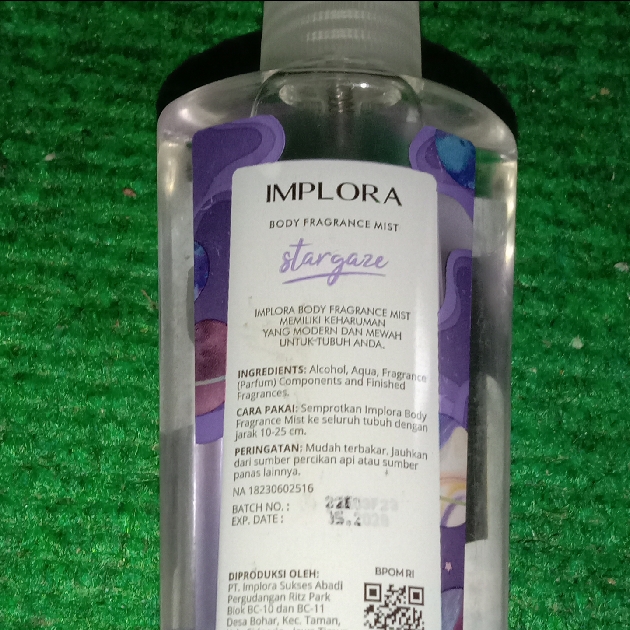 IMPLORA
BODY FRAGRANCE MIST
stargaze
IMPLORA BODY FRAGRANCE MIST
MEMILIKI KEHARUMAN
YANG MODERN DAN MEWAH
UNTUK TUBUH ANDA.
INGREDIENTS: Alcohol, Aqua, Fragrance
(Parfum) Components and Finished
Fragrances.
CARA PAKAI: Semprotkan Implora Body
Fragrance Mist ke seluruh tubuh dengan
jarak 10-25 cm.
PERINGATAN: Mudah terbakar. Jauhkan
dari sumber percikan api atau sumber
panas lainnya.
NA 18230602516
BATCH NO. :
EXP. DATE :
DIPRODUKSI OLEH:
BPOM RI
PT. Implora Sukses Abadi
Pergudangan Ritz Park
Blok BC-10 dan BC-11
Desa Bohar, Kec. Taman,